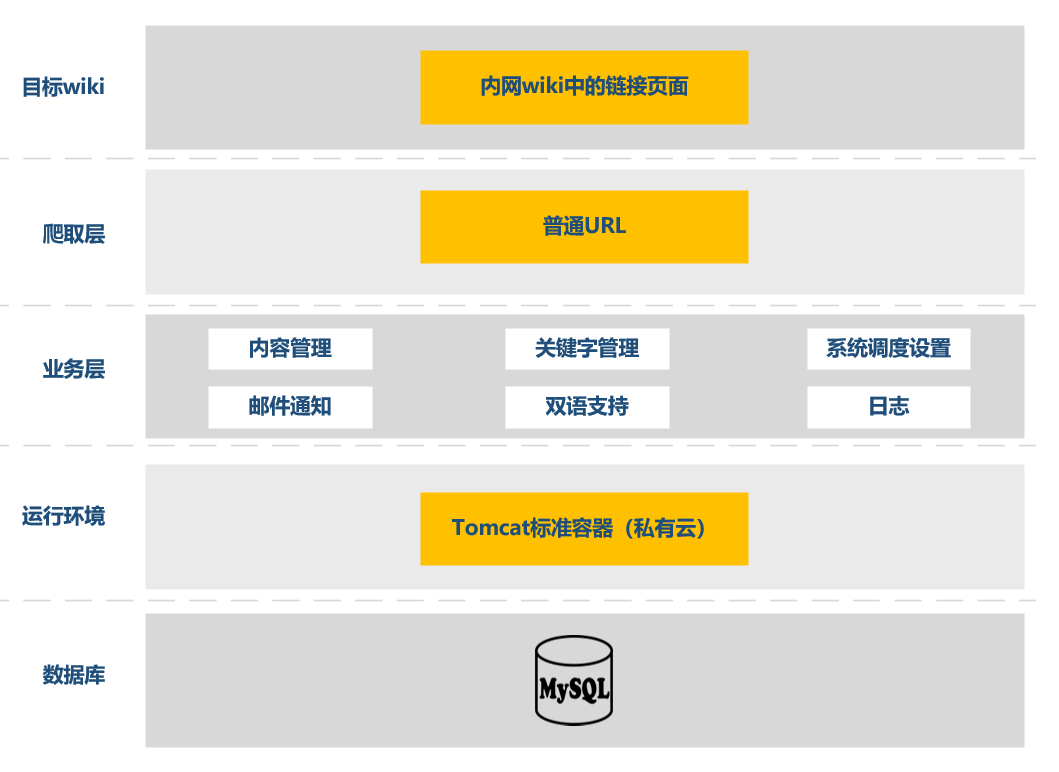 目标wiki
内网wiki中的链接页面
爬取层
普通URL
业务层
内容管理
关键字管理
系统调度设置
邮件通知
双语支持
日志
运行环境
Tomcat标准容器（私有云）
数据库
MySQL